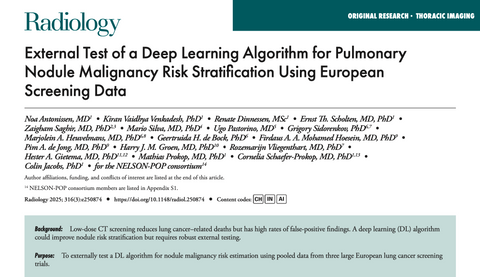 Radiology
ORIGINAL RESEARCH • THORACIC IMAGING
External Test of a Deep Learning Algorithm for Pulmonary
Nodule Malignancy Risk Stratification Using European
Screening Data
Noa Antonissen, MD¹ • Kiran Vaidhya Venkadesh, PhD¹ • Renate Dinnessen, MSc¹ • Ernst Th. Scholten, MD, PhD¹ •
Zaigham Saghir, MD, PhD²,³ • Mario Silva, MD, PhD⁴ • Ugo Pastorino, MD⁵ • Grigory Sidorenkov, PhD⁶,⁷ •
Marjolein A. Heuvelmans, MD, PhD⁶,⁸ • Geertruida H. de Bock, PhD⁶ • Firdaus A. A. Mohamed Hoesein, MD, PhD⁹ •
Pim A. de Jong, MD, PhD⁹ • Harry J. M. Groen, MD, PhD¹⁰ • Rozemarijn Vliegenthart, MD, PhD⁷ •
Hester A. Gietema, MD, PhD¹¹,¹² • Mathias Prokop, MD, PhD¹ • Cornelia Schaefer-Prokop, MD, PhD¹,¹³ •
Colin Jacobs, PhD¹ • for the NELSON-POP consortium¹⁴
Author affiliations, funding, and conflicts of interest are listed at the end of this article.
¹⁴ NELSON-POP consortium members are listed in Appendix S1.
Radiology 2025; 316(3):e250874 • https://doi.org/10.1148/radiol.250874 • Content codes: CH IN AI
Background: Low-dose CT screening reduces lung cancer–related deaths but has high rates of false-positive findings. A deep learning (DL) algorithm
could improve nodule risk stratification but requires robust external testing.
Purpose: To externally test a DL algorithm for nodule malignancy risk estimation using pooled data from three large European lung cancer screening
trials.